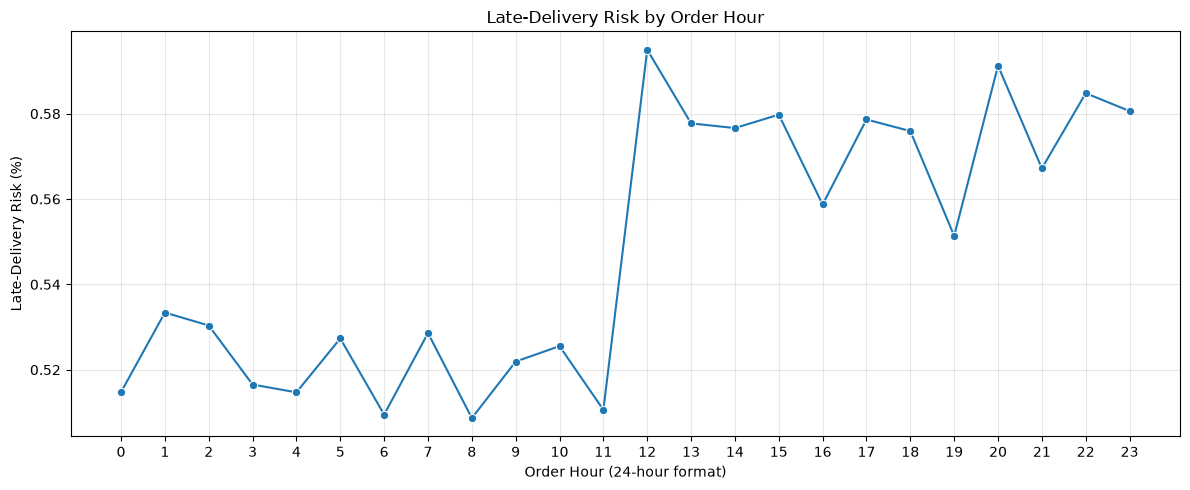 Late-Delivery Risk by Order Hour
Late-Delivery Risk (%)
0.58
0.56
0.54
0.52
0 1 2 3 4 5 6 7 8 9 10 11 12 13 14 15 16 17 18 19 20 21 22 23
Order Hour (24-hour format)